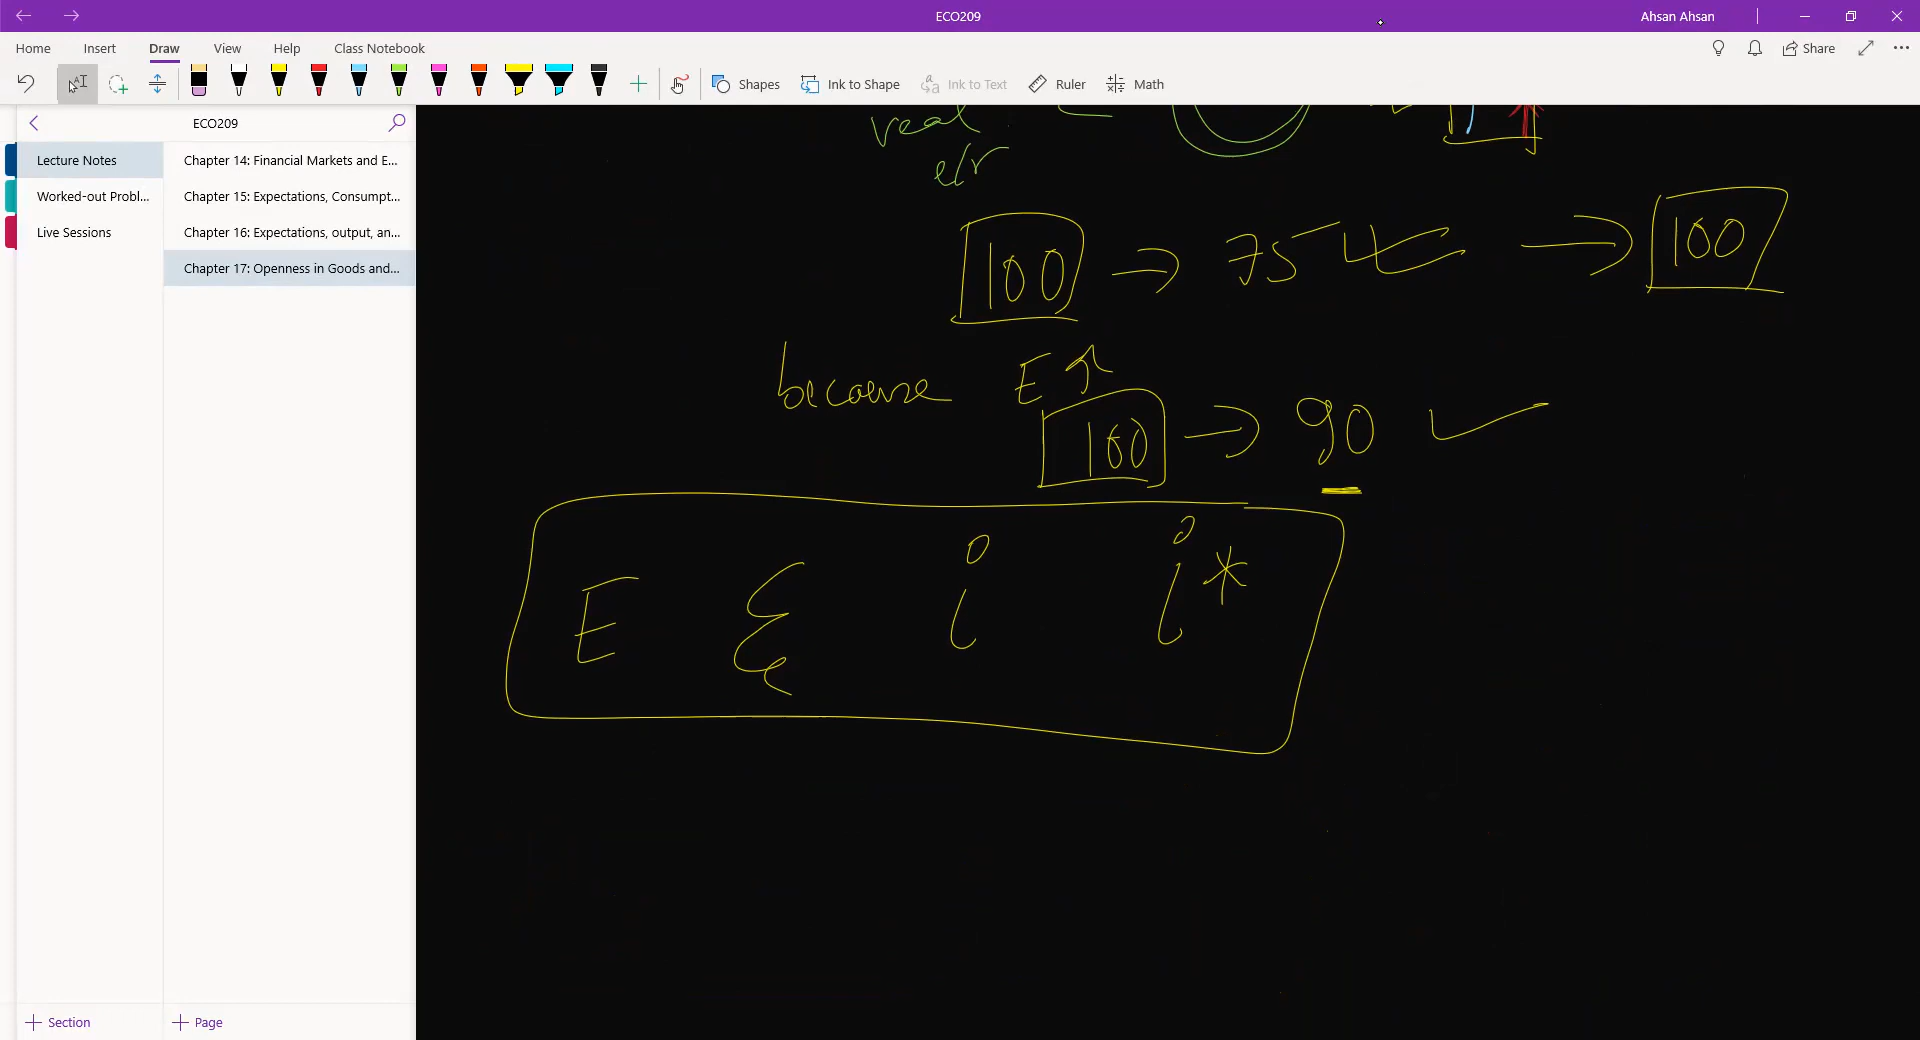 ECO209
Ahsan Ahsan
Home Insert Draw View Help Class Notebook
Share
Shapes Ink to Shape Ink to Text Ruler Math
ECO209
Lecture Notes
Worked-out Probl...
Live Sessions
Chapter 14: Financial Markets and E...
Chapter 15: Expectations, Consumpt...
Chapter 16: Expectations, output, an...
Chapter 17: Openness in Goods and...
real
e/r
100 → 75 → 100
because E ↑
100 → 90 ✓
E ξ i i*
+ Section + Page